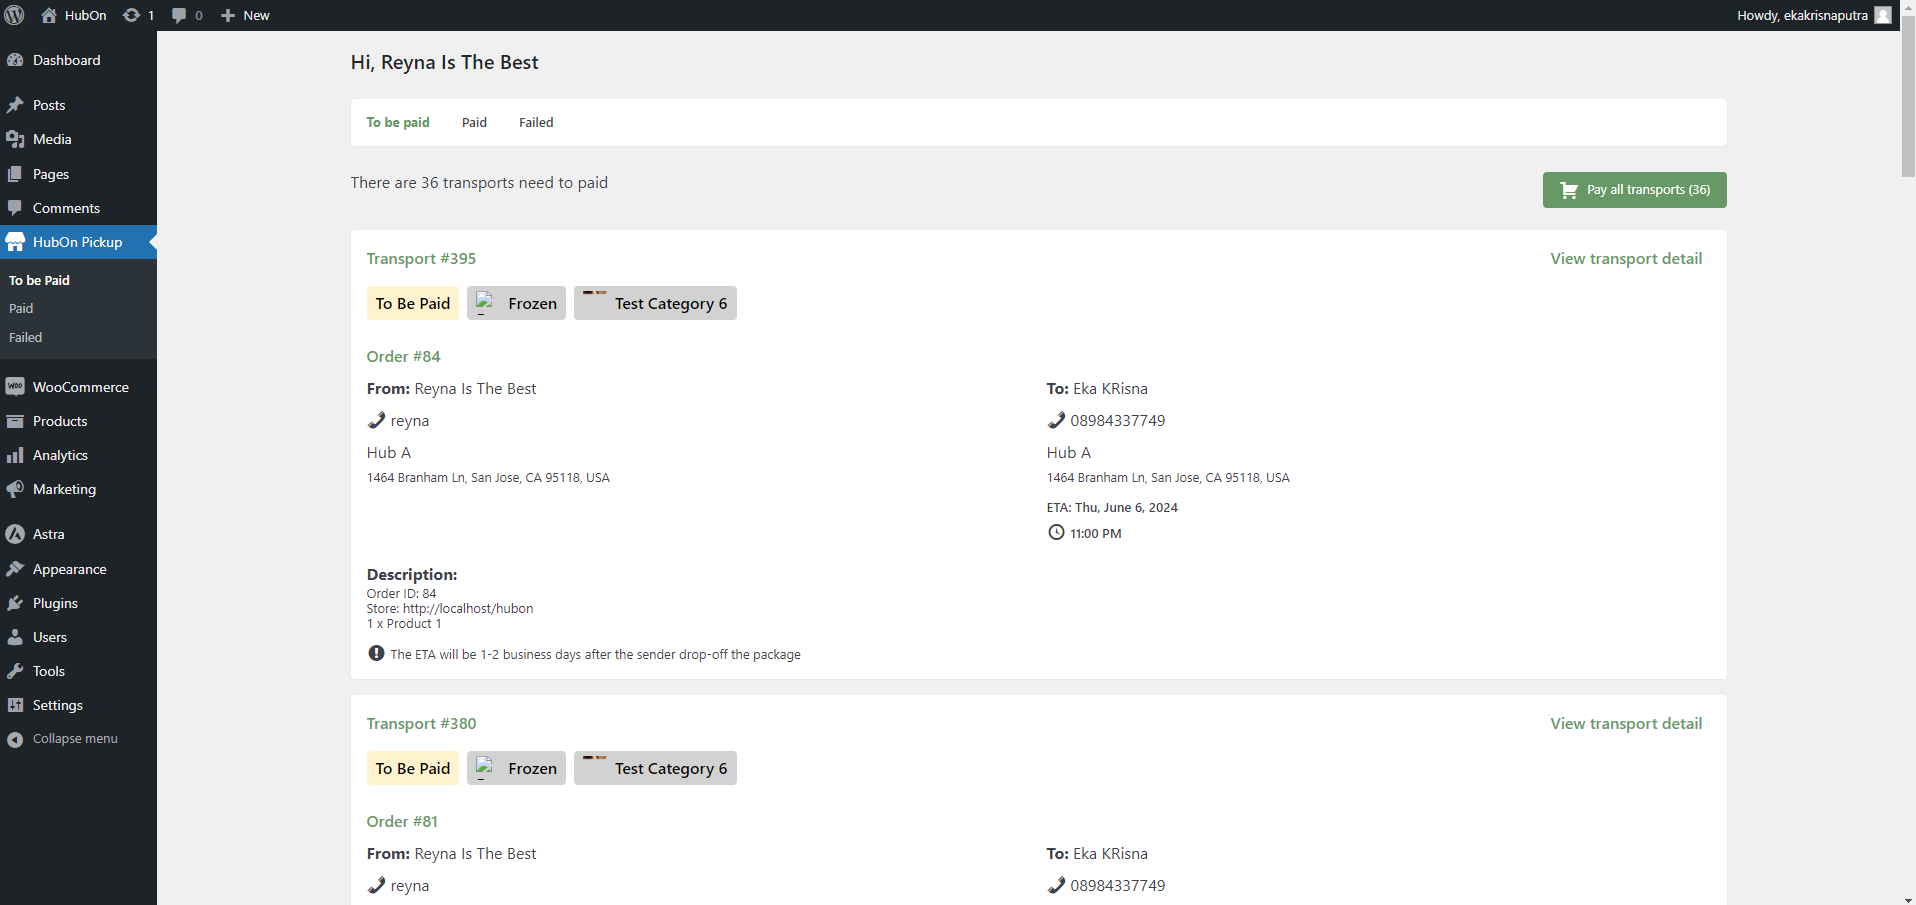 HubOn 1 0 New Howdy, ekakrisnaputra
Dashboard
Posts
Media
Pages
Comments
HubOn Pickup
To be Paid
Paid
Failed
WooCommerce
Products
Analytics
Marketing
Astra
Appearance
Plugins
Users
Tools
Settings
Collapse menu
Hi, Reyna Is The Best
To be paid Paid Failed
There are 36 transports need to paid
Pay all transports (36)
Transport #395 View transport detail
To Be Paid Frozen Test Category 6
Order #84
From: Reyna Is The Best
reyna
Hub A
1464 Branham Ln, San Jose, CA 95118, USA
To: Eka KRisna
08984337749
Hub A
1464 Branham Ln, San Jose, CA 95118, USA
ETA: Thu, June 6, 2024
11:00 PM
Description:
Order ID: 84
Store: http://localhost/hubon
1 x Product 1
The ETA will be 1-2 business days after the sender drop-off the package
Transport #380 View transport detail
To Be Paid Frozen Test Category 6
Order #81
From: Reyna Is The Best
reyna
To: Eka KRisna
08984337749